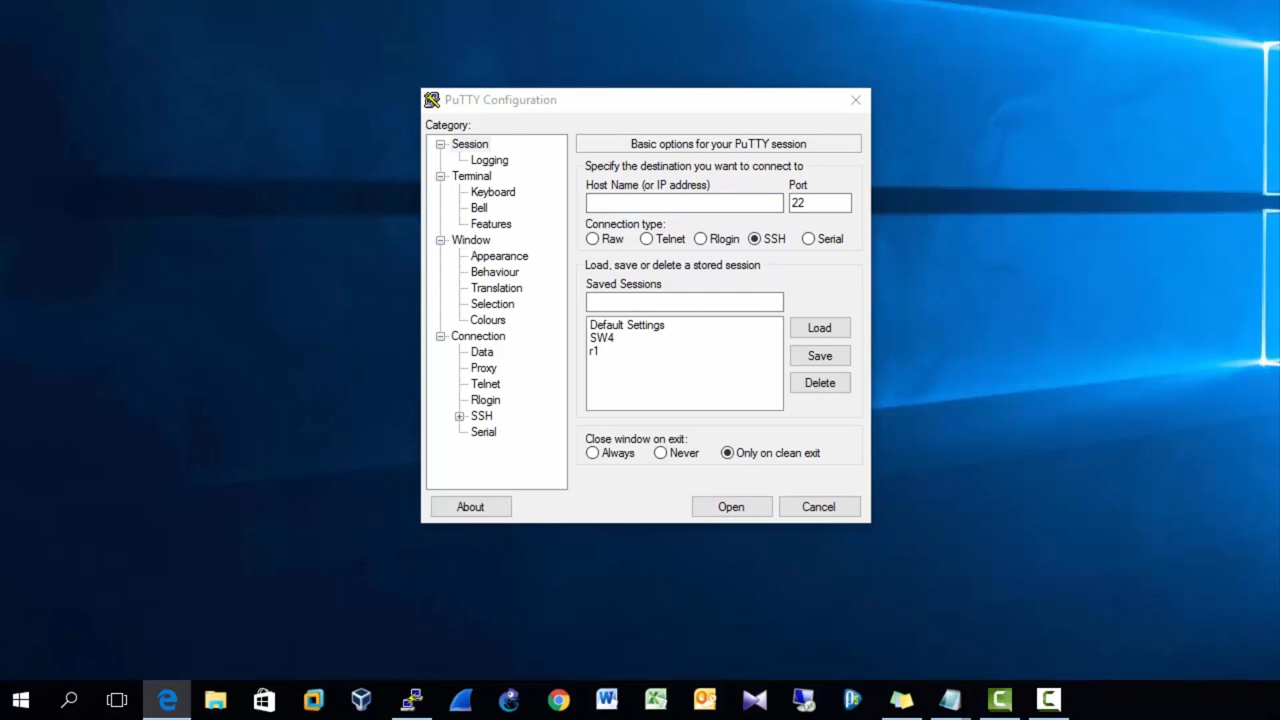 PuTTY Configuration
Category:
Session
Logging
Terminal
Keyboard
Bell
Features
Window
Appearance
Behaviour
Translation
Selection
Colours
Connection
Data
Proxy
Telnet
Rlogin
SSH
Serial
Basic options for your PuTTY session
Specify the destination you want to connect to
Host Name (or IP address) Port
22
Connection type:
Raw Telnet Rlogin SSH Serial
Load, save or delete a stored session
Saved Sessions
Default Settings
SW4
r1
Load
Save
Delete
Close window on exit:
Always Never Only on clean exit
About Open Cancel